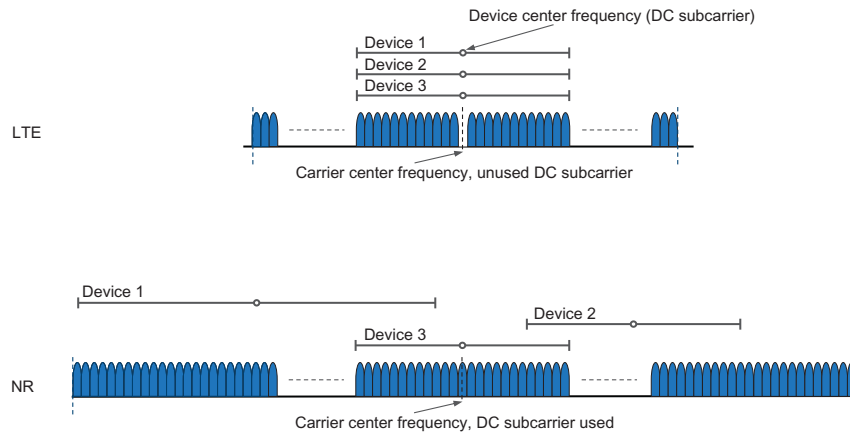 Device center frequency (DC subcarrier)
Device 1
Device 2
Device 3
LTE
Carrier center frequency, unused DC subcarrier
Device 1
Device 2
Device 3
NR
Carrier center frequency, DC subcarrier used